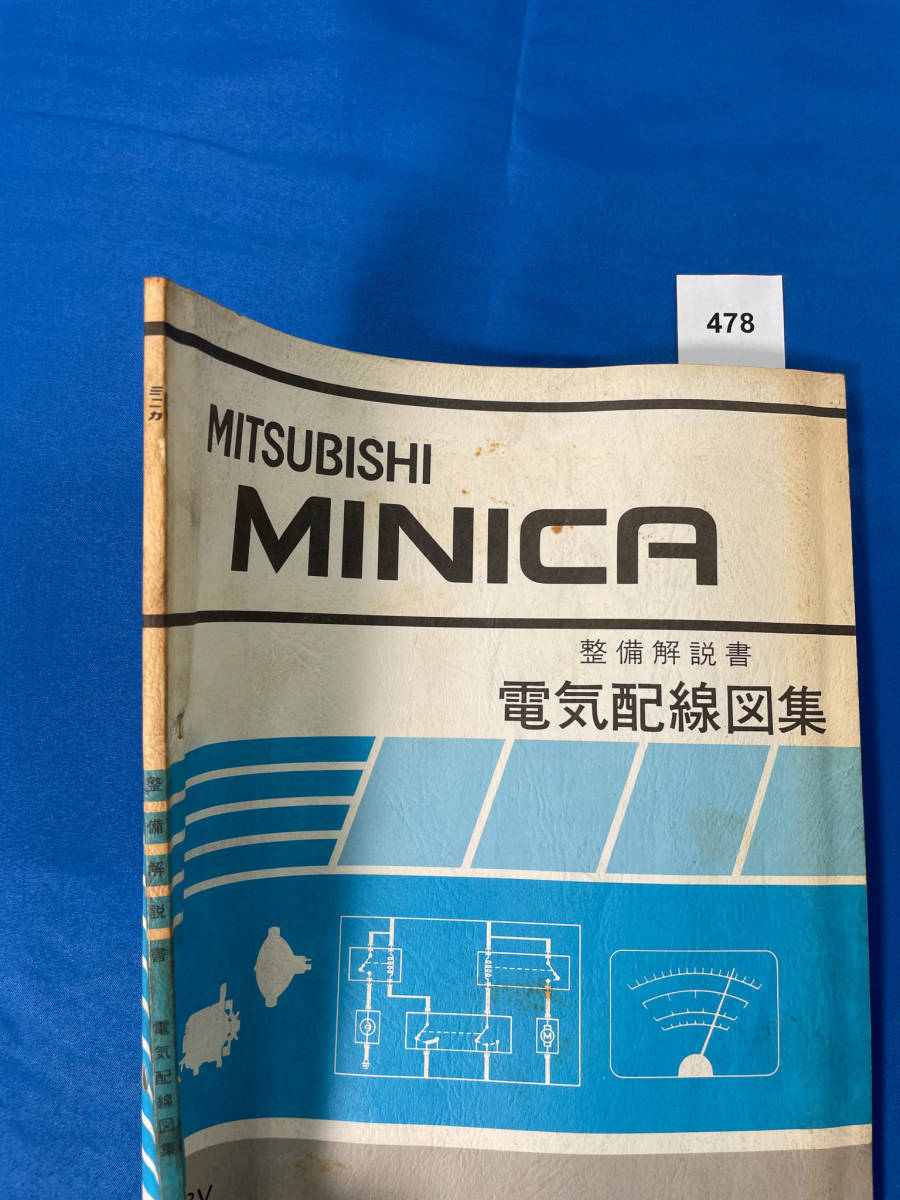 478
ミニカ
MITSUBISHI
MINICA
整備解説書
電気配線図集
整備解説書 電気配線図集
M